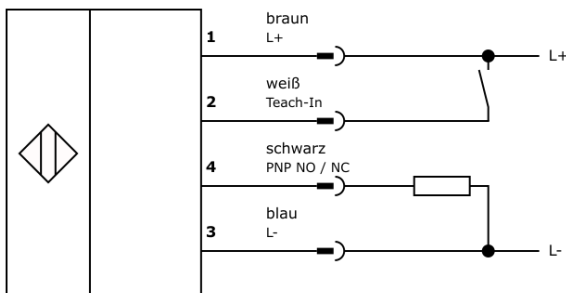 braun
1 L+
L+
weiß
2 Teach-In
schwarz
4 PNP NO / NC
blau
3 L-
L-